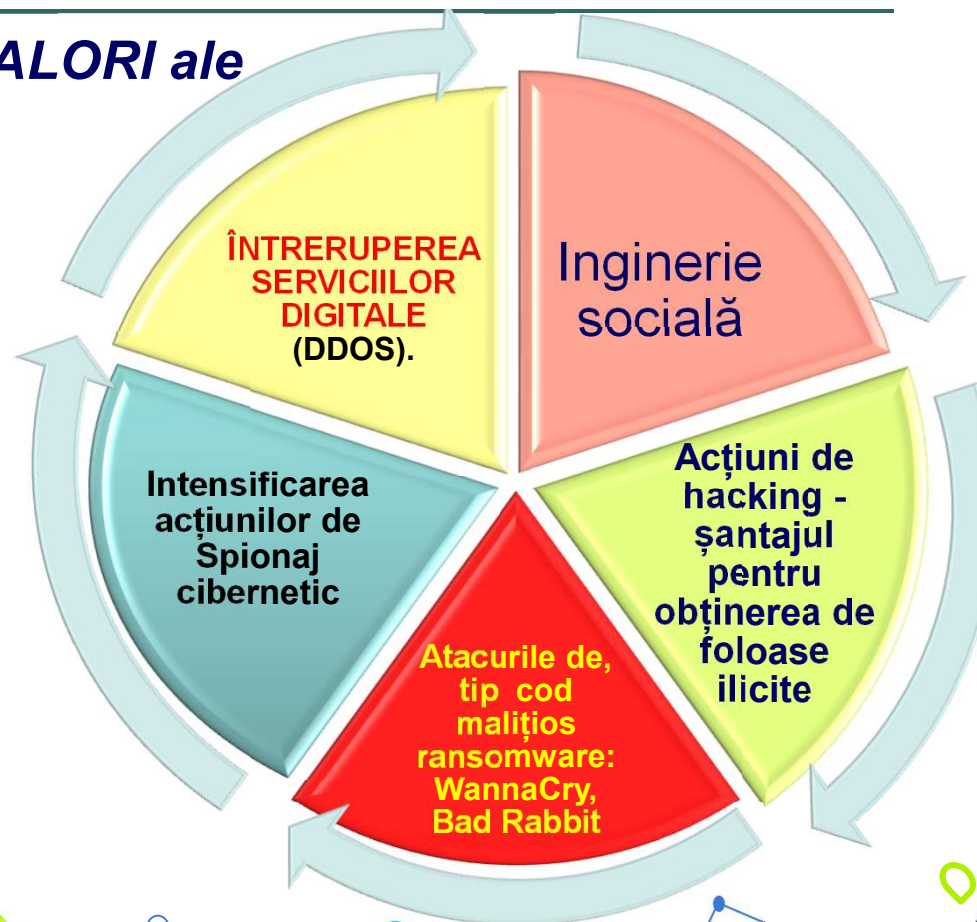 ALORI ale
ÎNTRERUPEREA
SERVICIILOR
DIGITALE
(DDOS).
Inginerie
socială
Acțiuni de
hacking -
șantajul
pentru
obținerea de
foloase
ilicite
Atacurile de,
tip cod
malițios
ransomware:
WannaCry,
Bad Rabbit
Intensificarea
acțiunilor de
Spionaj
cibernetic